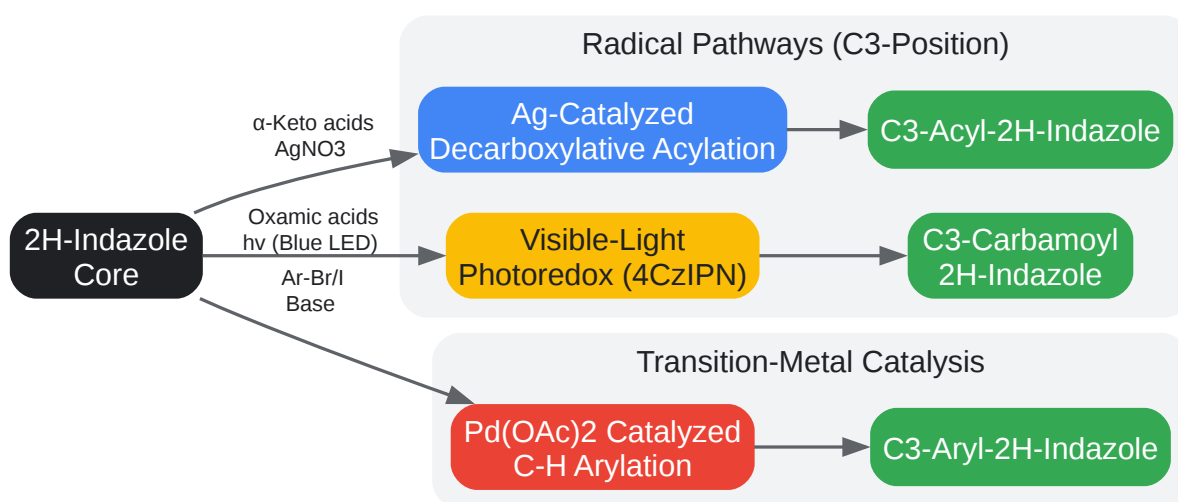 Radical Pathways (C3-Position)
α-Keto acids
AgNO3
Ag-Catalyzed
Decarboxylative Acylation
C3-Acyl-2H-Indazole
2H-Indazole
Core
Oxamic acids
hv (Blue LED)
Visible-Light
Photoredox (4CzIPN)
C3-Carbamoyl
2H-Indazole
Ar-Br/I
Base
Transition-Metal Catalysis
Pd(OAc)2 Catalyzed
C-H Arylation
C3-Aryl-2H-Indazole